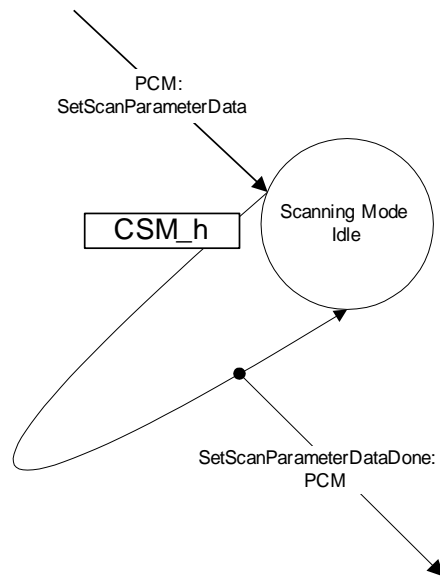 PCM:
SetScanParameterData
Scanning Mode
Idle
CSM_h
SetScanParameterDataDone:
PCM